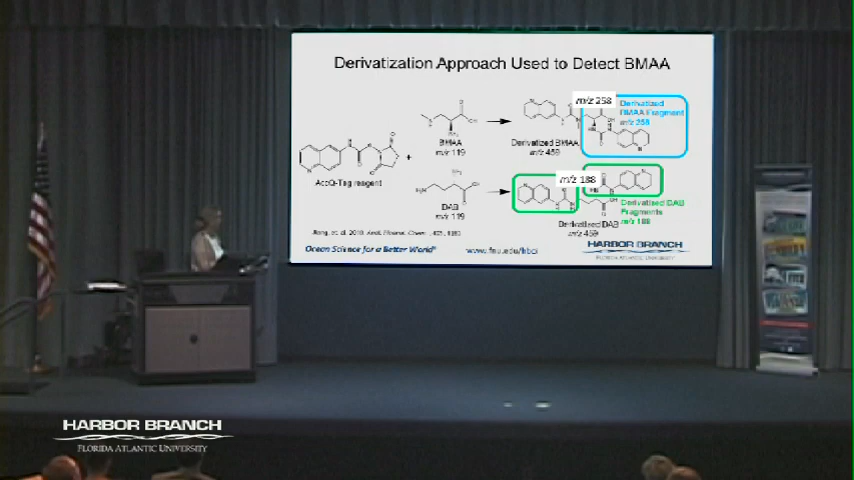 Derivatization Approach Used to Detect BMAA
m/z 258
Derivatized
BMAA Fragment
m/z 258
BMAA
m/z 119
Derivatized BMAA
m/z 459
AccQ-Tag reagent
+
m/z 188
DAB
m/z 119
Derivatized DAB
Fragments
m/z 188
Derivatized DAB
m/z 459
Ocean Science for a Better World®
www.fau.edu/hboi
HARBOR BRANCH
FLORIDA ATLANTIC UNIVERSITY
HARBOR BRANCH
FLORIDA ATLANTIC UNIVERSITY